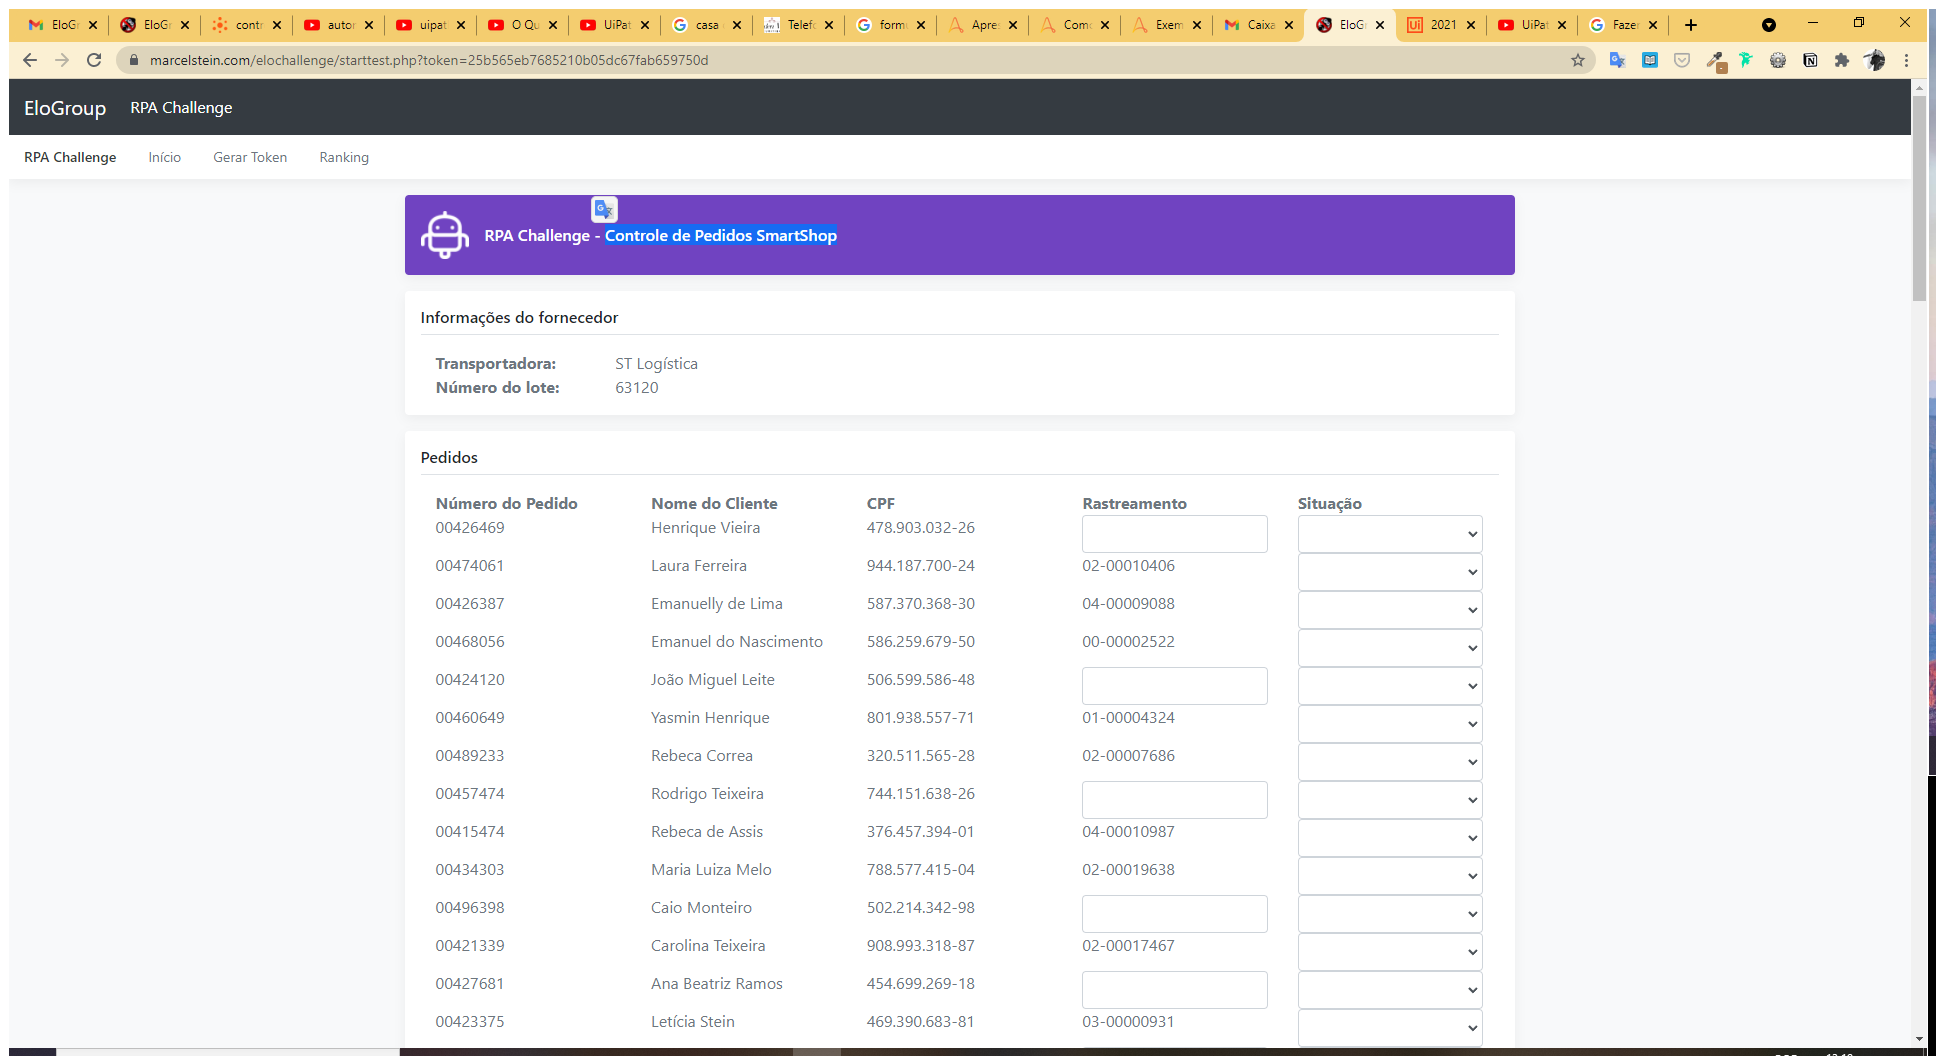 EloGr EloGr contr autor uipat O Qu UiPat casa Telefo formu Apre: Como Exem Caixa EloGr 2021 UiPat Fazer
marcelstein.com/elochallenge/starttest.php?token=25b565eb7685210b05dc67fab659750d
EloGroup RPA Challenge
RPA Challenge Início Gerar Token Ranking
RPA Challenge - Controle de Pedidos SmartShop
Informações do fornecedor
Transportadora: ST Logística
Número do lote: 63120
Pedidos
Número do Pedido Nome do Cliente CPF Rastreamento Situação
00426469 Henrique Vieira 478.903.032-26
00474061 Laura Ferreira 944.187.700-24 02-00010406
00426387 Emanuelly de Lima 587.370.368-30 04-00009088
00468056 Emanuel do Nascimento 586.259.679-50 00-00002522
00424120 João Miguel Leite 506.599.586-48
00460649 Yasmin Henrique 801.938.557-71 01-00004324
00489233 Rebeca Correa 320.511.565-28 02-00007686
00457474 Rodrigo Teixeira 744.151.638-26
00415474 Rebeca de Assis 376.457.394-01 04-00010987
00434303 Maria Luiza Melo 788.577.415-04 02-00019638
00496398 Caio Monteiro 502.214.342-98
00421339 Carolina Teixeira 908.993.318-87 02-00017467
00427681 Ana Beatriz Ramos 454.699.269-18
00423375 Letícia Stein 469.390.683-81 03-00000931